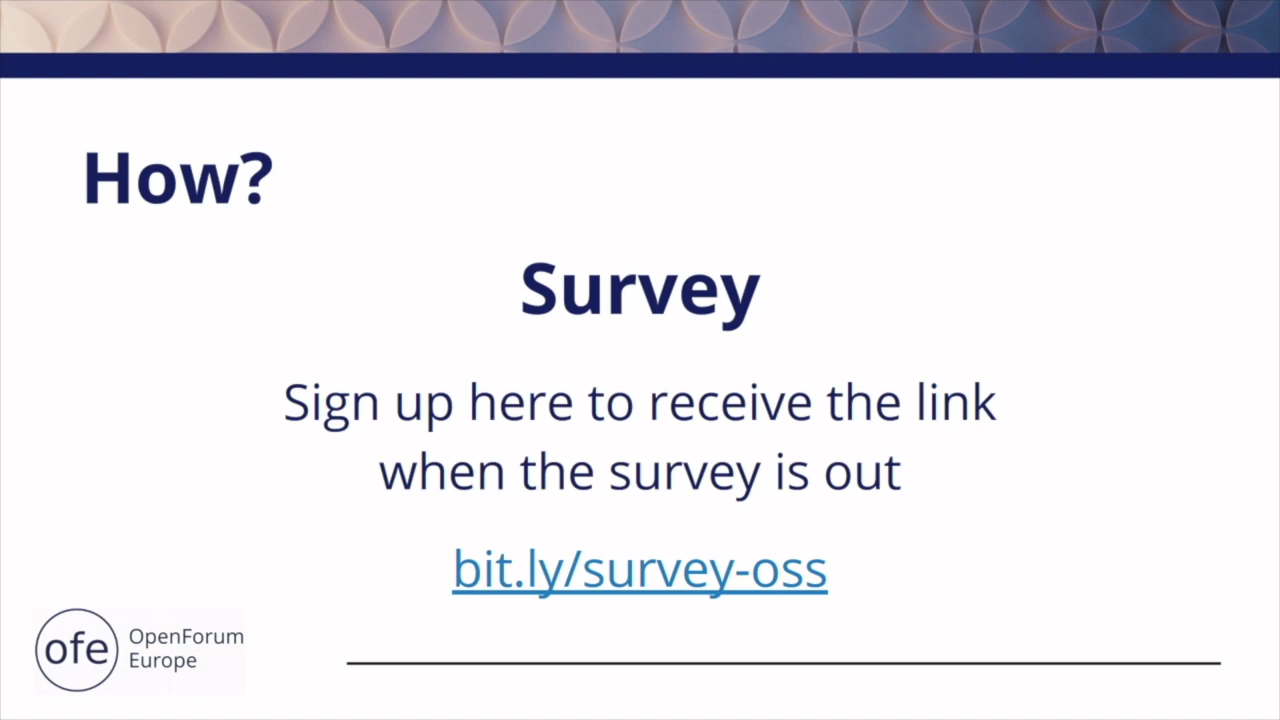 How?
Survey
Sign up here to receive the link
when the survey is out
bit.ly/survey-oss
ofe
OpenForum
Europe